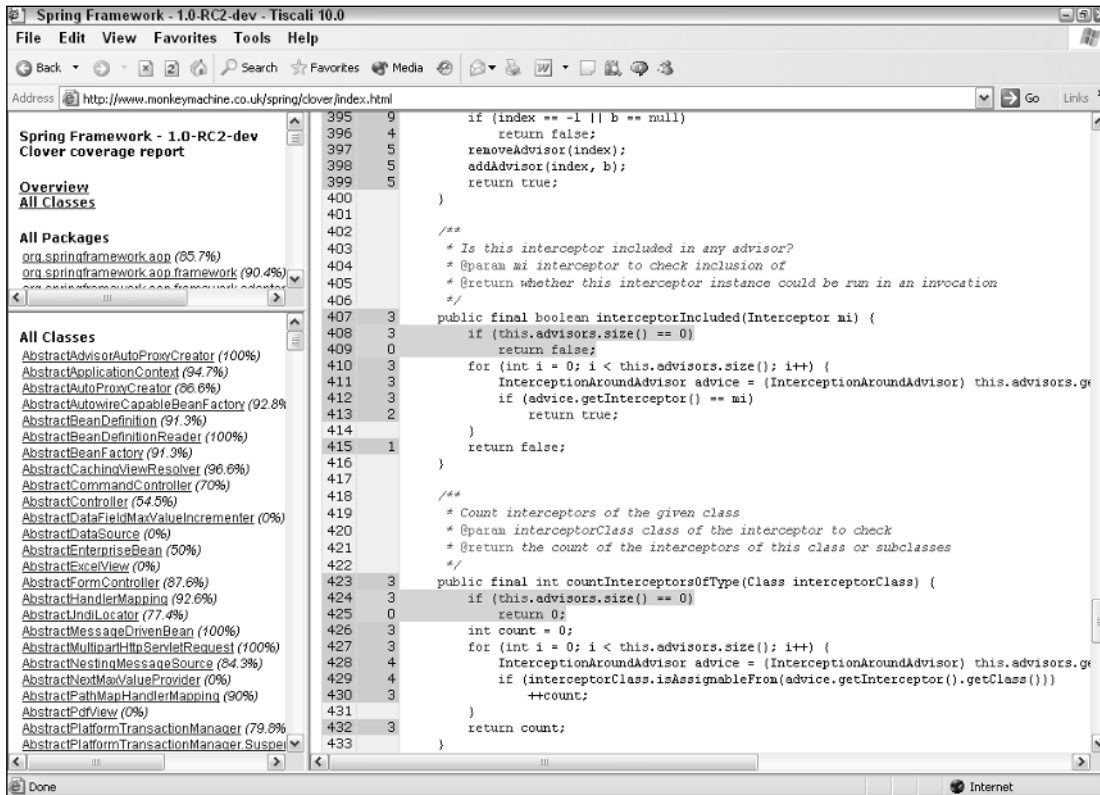 Spring Framework - 1.0-RC2-dev - Tiscali 10.0
File Edit View Favorites Tools Help
Back Search Favorites Media
Address http://www.monkeymachine.co.uk/spring/clover/index.html Go Links
Spring Framework - 1.0-RC2-dev
Clover coverage report
Overview
All Classes
All Packages
org.springframework.aop (85.7%)
org.springframework.aop.framework (90.4%)
org.springframework.aop.framework.adapter
All Classes
AbstractAdvisorAutoProxyCreator (100%)
AbstractApplicationContext (94.7%)
AbstractAutoProxyCreator (86.6%)
AbstractAutowireCapableBeanFactory (92.8%
AbstractBeanDefinition (91.3%)
AbstractBeanDefinitionReader (100%)
AbstractBeanFactory (91.3%)
AbstractCachingViewResolver (96.6%)
AbstractCommandController (70%)
AbstractController (54.5%)
AbstractDataFieldMaxValueIncrementer (0%)
AbstractDataSource (0%)
AbstractEnterpriseBean (50%)
AbstractExcelView (0%)
AbstractFormController (87.6%)
AbstractHandlerMapping (92.6%)
AbstractJndiLocator (77.4%)
AbstractMessageDrivenBean (100%)
AbstractMultipartHttpServletRequest (100%)
AbstractNestingMessageSource (84.3%)
AbstractNextMaxValueProvider (0%)
AbstractPathMapHandlerMapping (90%)
AbstractPdfView (0%)
AbstractPlatformTransactionManager (79.8%
AbstractPlatformTransactionManager.Susper
395 9 if (index == -1 || b == null)
396 4 return false;
397 5 removeAdvisor(index);
398 5 addAdvisor(index, b);
399 5 return true;
400 }
401
402 /**
403 * Is this interceptor included in any advisor?
404 * @param mi interceptor to check inclusion of
405 * @return whether this interceptor instance could be run in an invocation
406 */
407 3 public final boolean interceptorIncluded(Interceptor mi) {
408 3 if (this.advisors.size() == 0)
409 0 return false;
410 3 for (int i = 0; i < this.advisors.size(); i++) {
411 3 InterceptionAroundAdvisor advice = (InterceptionAroundAdvisor) this.advisors.ge
412 3 if (advice.getInterceptor() == mi)
413 2 return true;
414 }
415 1 return false;
416 }
417
418 /**
419 * Count interceptors of the given class
420 * @param interceptorClass class of the interceptor to check
421 * @return the count of the interceptors of this class or subclasses
422 */
423 3 public final int countInterceptorsOfType(Class interceptorClass) {
424 3 if (this.advisors.size() == 0)
425 0 return 0;
426 3 int count = 0;
427 3 for (int i = 0; i < this.advisors.size(); i++) {
428 4 InterceptionAroundAdvisor advice = (InterceptionAroundAdvisor) this.advisors.ge
429 4 if (interceptorClass.isAssignableFrom(advice.getInterceptor().getClass()))
430 3 ++count;
431 }
432 3 return count;
433 }
Done Internet